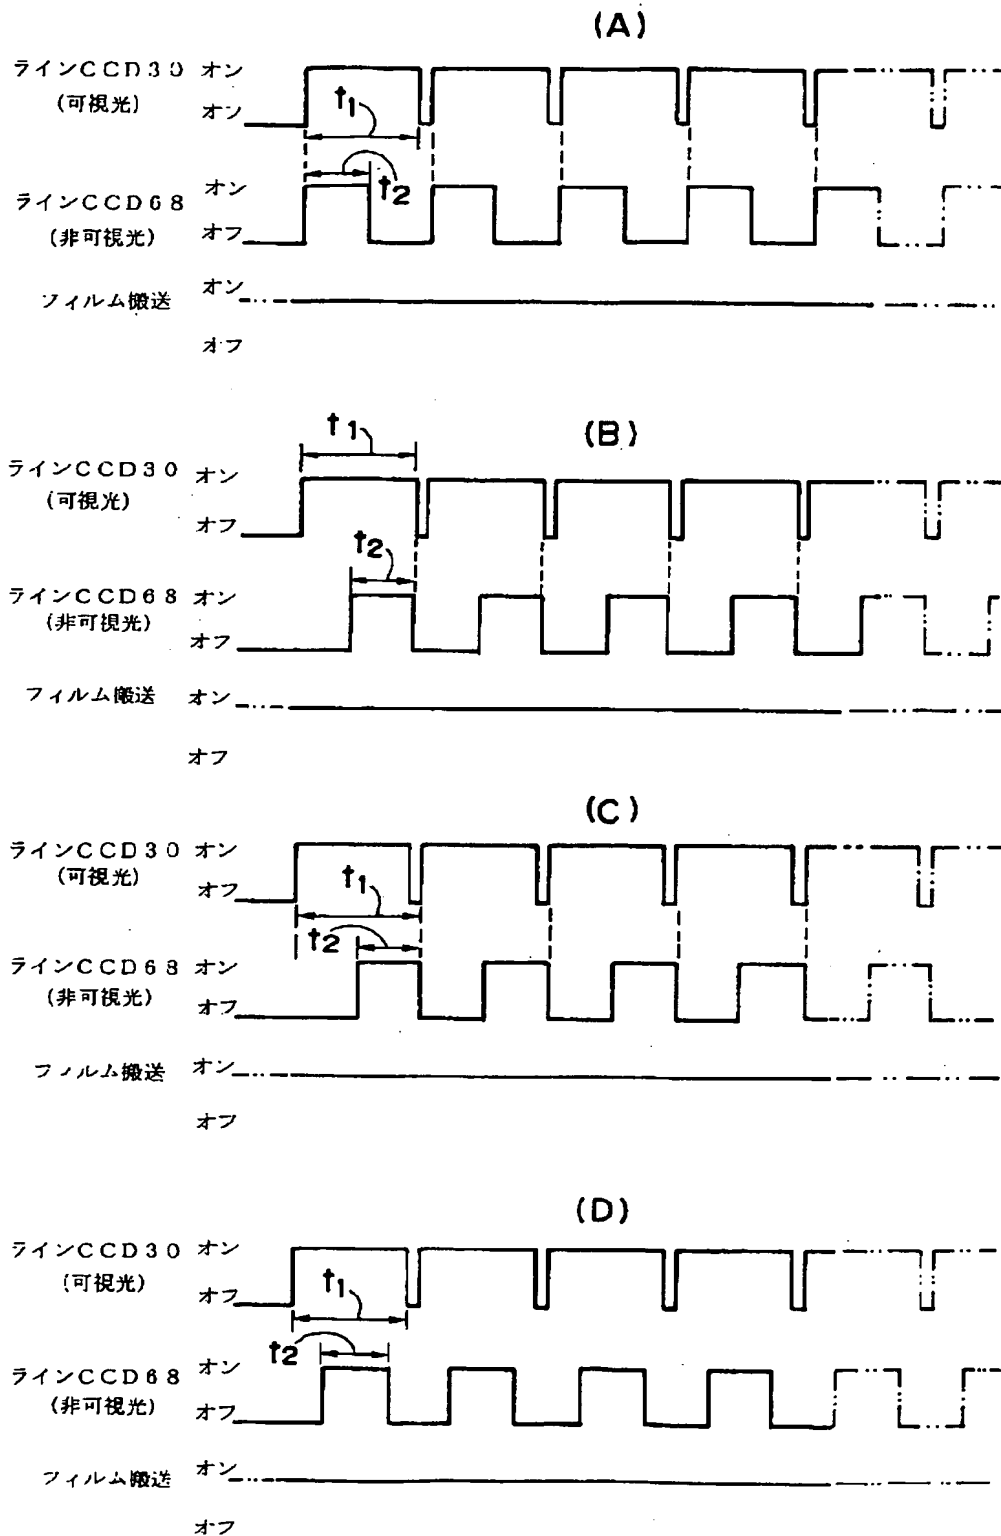 (A)
ラインCCD30 オン
(可視光)
オン
t1
t2
ラインCCD68 オン
(非可視光) オフ
フィルム搬送 オン
オフ
(B)
t1
ラインCCD30 オン
(可視光)
オフ
t2
ラインCCD68 オン
(非可視光)
オフ
フィルム搬送 オン
オフ
(C)
ラインCCD30 オン
(可視光)
オフ
t1
t2
ラインCCD68 オン
(非可視光) オフ
フィルム搬送 オン
オフ
(D)
ラインCCD30 オン
(可視光)
オフ
t1
t2
ラインCCD68 オン
(非可視光) オフ
フィルム搬送 オン
オフ